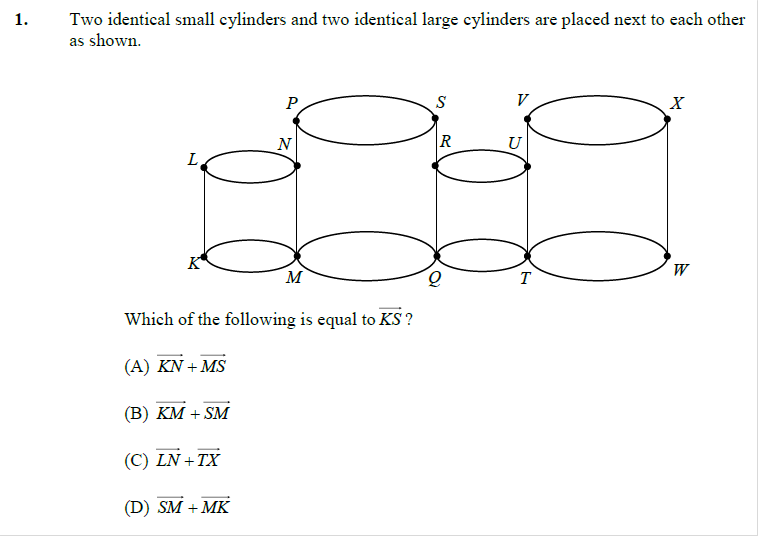 1. Two identical small cylinders and two identical large cylinders are placed next to each other
as shown.
P S V X
N R U
L
K
M Q T W
Which of the following is equal to \(\overrightarrow{KS}\) ?
(A) \(\overrightarrow{KN}\) + \(\overrightarrow{MS}\)
(B) \(\overrightarrow{KM}\) + \(\overrightarrow{SM}\)
(C) \(\overrightarrow{LN}\) + \(\overrightarrow{TX}\)
(D) \(\overrightarrow{SM}\) + \(\overrightarrow{MK}\)